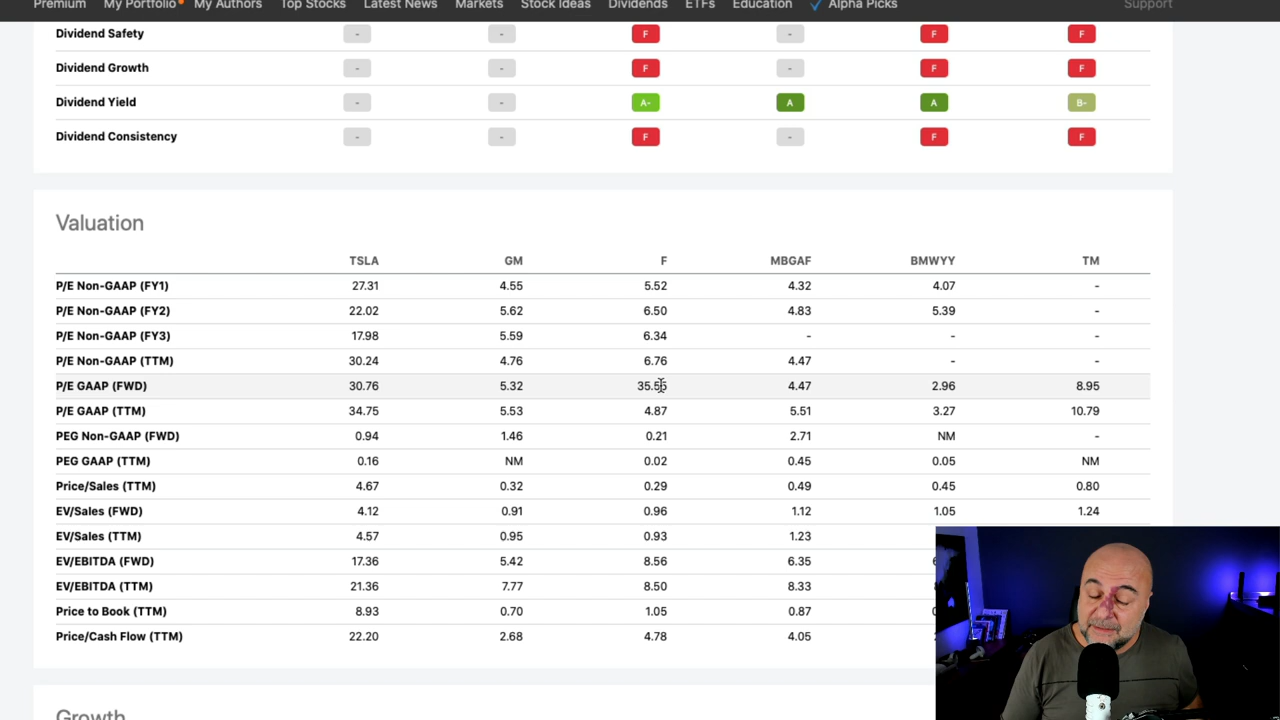 Premium My Portfolio My Authors Top Stocks Latest News Markets Stock Ideas Dividends ETFs Education Alpha Picks Support
Dividend Safety - - F - F F
Dividend Growth - - F - F F
Dividend Yield - - A- A A B-
Dividend Consistency - - F - F F
Valuation
TSLA GM F MBGAF BMWYY TM
P/E Non-GAAP (FY1) 27.31 4.55 5.52 4.32 4.07 -
P/E Non-GAAP (FY2) 22.02 5.62 6.50 4.83 5.39 -
P/E Non-GAAP (FY3) 17.98 5.59 6.34 - - -
P/E Non-GAAP (TTM) 30.24 4.76 6.76 4.47 - -
P/E GAAP (FWD) 30.76 5.32 4.47 2.96 8.95
P/E GAAP (TTM) 34.75 5.53 4.87 5.51 3.27 10.79
PEG Non-GAAP (FWD) 0.94 1.46 0.21 2.71 NM -
PEG GAAP (TTM) 0.16 NM 0.02 0.45 0.05 NM
Price/Sales (TTM) 4.67 0.32 0.29 0.49 0.45 0.80
EV/Sales (FWD) 4.12 0.91 0.96 1.12 1.05 1.24
EV/Sales (TTM) 4.57 0.95 0.93 1.23
EV/EBITDA (FWD) 17.36 5.42 8.56 6.35
EV/EBITDA (TTM) 21.36 7.77 8.50 8.33
Price to Book (TTM) 8.93 0.70 1.05 0.87
Price/Cash Flow (TTM) 22.20 2.68 4.78 4.05
Growth